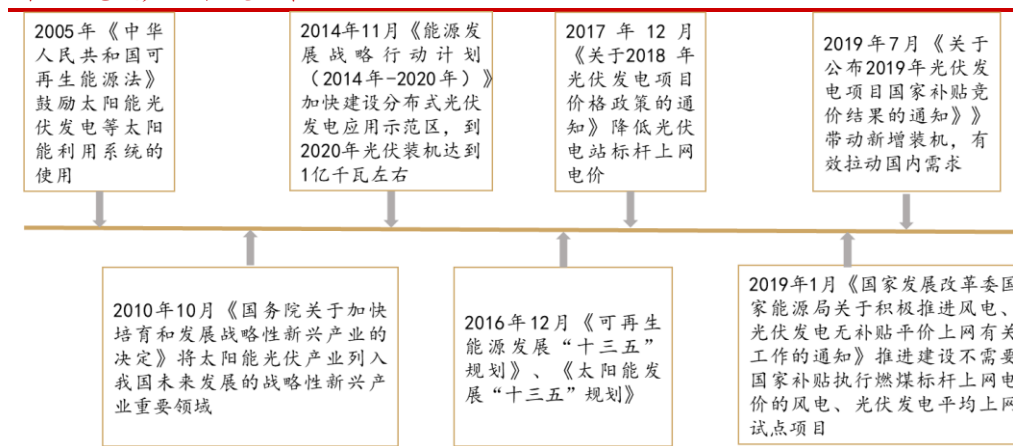 2005年《中华
人民共和国可
再生能源法》
鼓励太阳能光
伏发电等太阳
能利用系统的
使用
2014年11月《能源发
展战略行动计划
（2014年-2020年）》
加快建设分布式光伏
发电应用示范区，到
2020年光伏装机达到
1亿千瓦左右
2017年12月
《关于2018年
光伏发电项目
价格政策的通
知》降低光伏
电站标杆上网
电价
2019年7月《关于
公布2019年光伏发
电项目国家补贴竞
价结果的通知》》
带动新增装机，有
效拉动国内需求
2010年10月《国务院关于加快
培育和发展战略性新兴产业的
决定》将太阳能光伏产业列入
我国未来发展的战略性新兴产
业重要领域
2016年12月《可再生
能源发展“十三五”
规划》、《太阳能发
展“十三五”规划》
2019年1月《国家发展改革委国
家能源局关于积极推进风电、
光伏发电无补贴平价上网有关
工作的通知》推进建设不需要
国家补贴执行燃煤标杆上网电
价的风电、光伏发电平均上网
试点项目